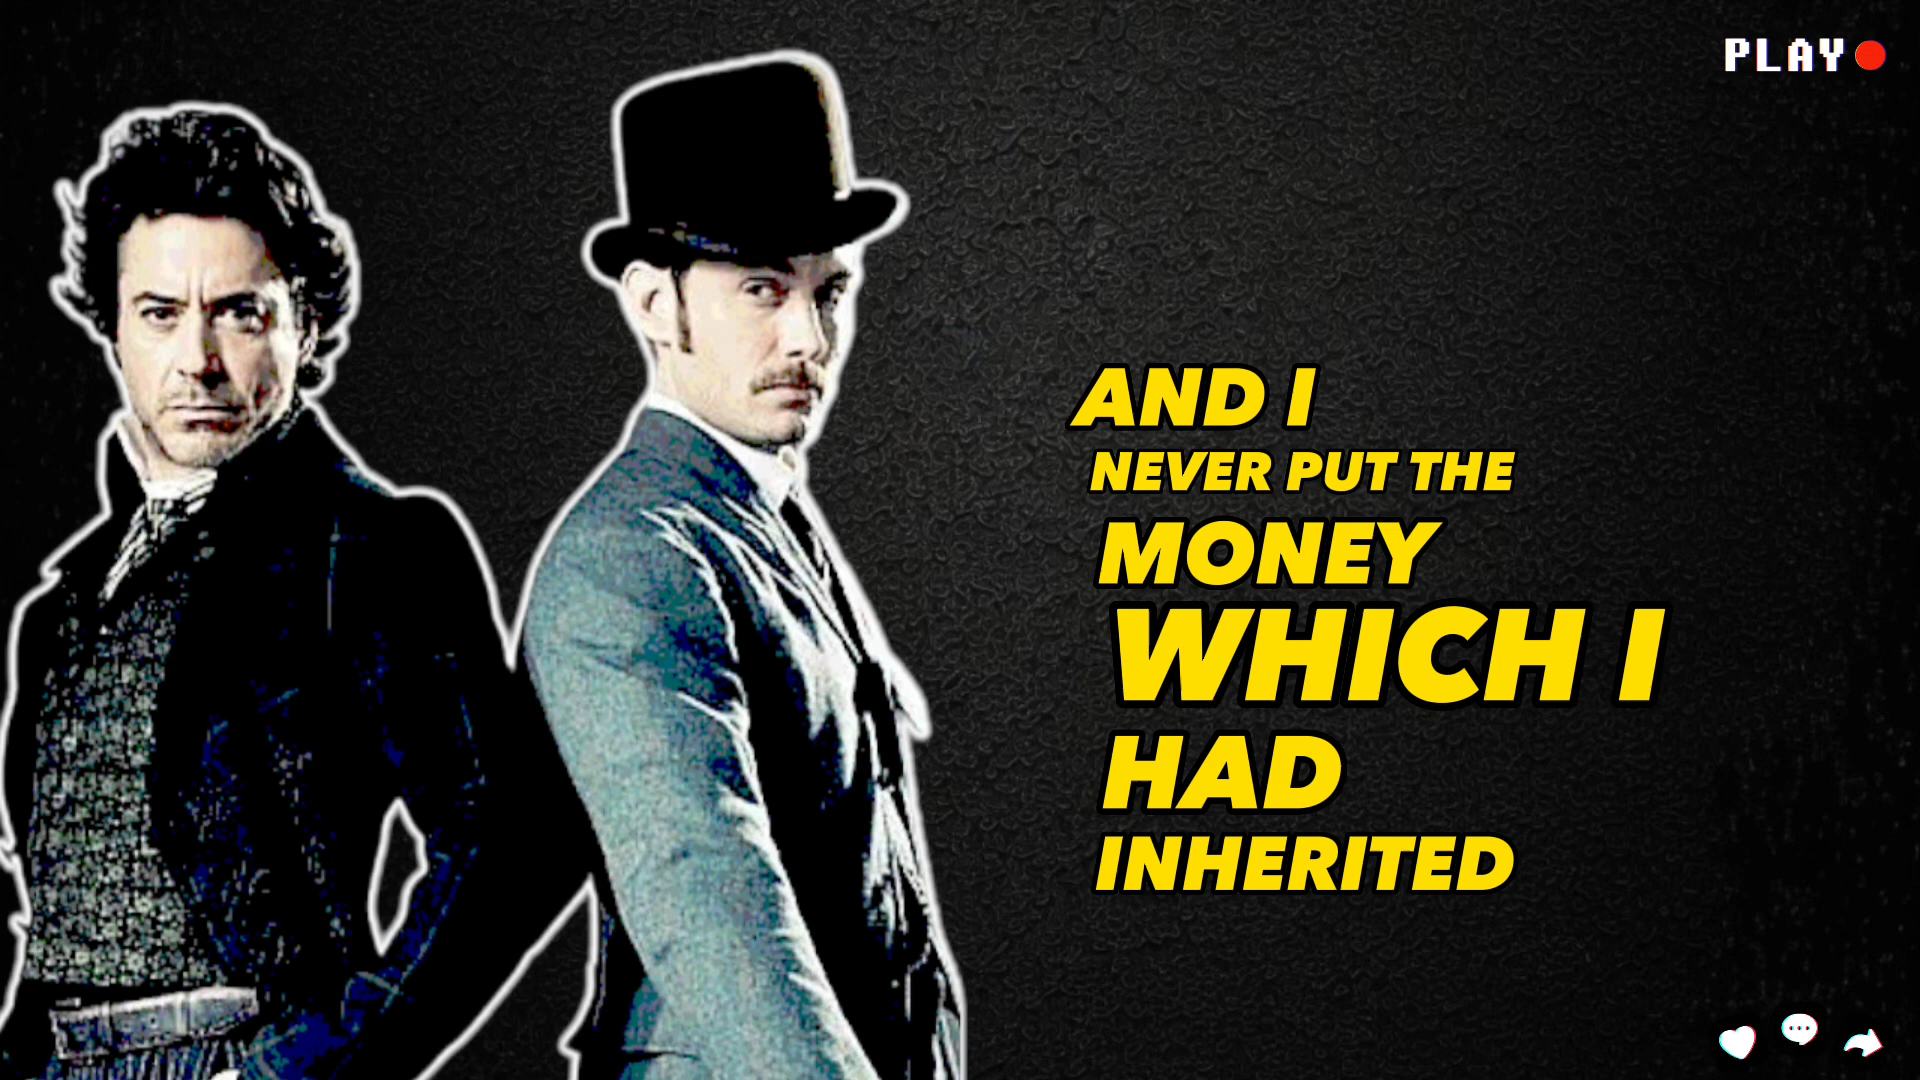 PLAY
AND I
NEVER PUT THE
MONEY
WHICH I
HAD
INHERITED